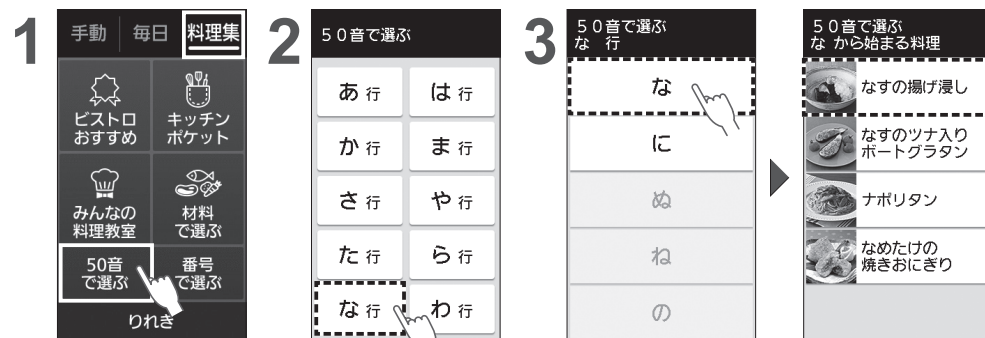 1
手動 毎日 料理集
ビストロ
おすすめ
キッチン
ポケット
みんなの
料理教室
材料
で選ぶ
50音
で選ぶ
番号
で選ぶ
りれき
2
50音で選ぶ
あ行 は行
か行 ま行
さ行 や行
た行 ら行
な行 わ行
3
50音で選ぶ
な 行
な
に
ぬ
ね
の
50音で選ぶ
な から始まる料理
なすの揚げ浸し
なすのツナ入り
ボートグラタン
ナポリタン
なめたけの
焼きおにぎり